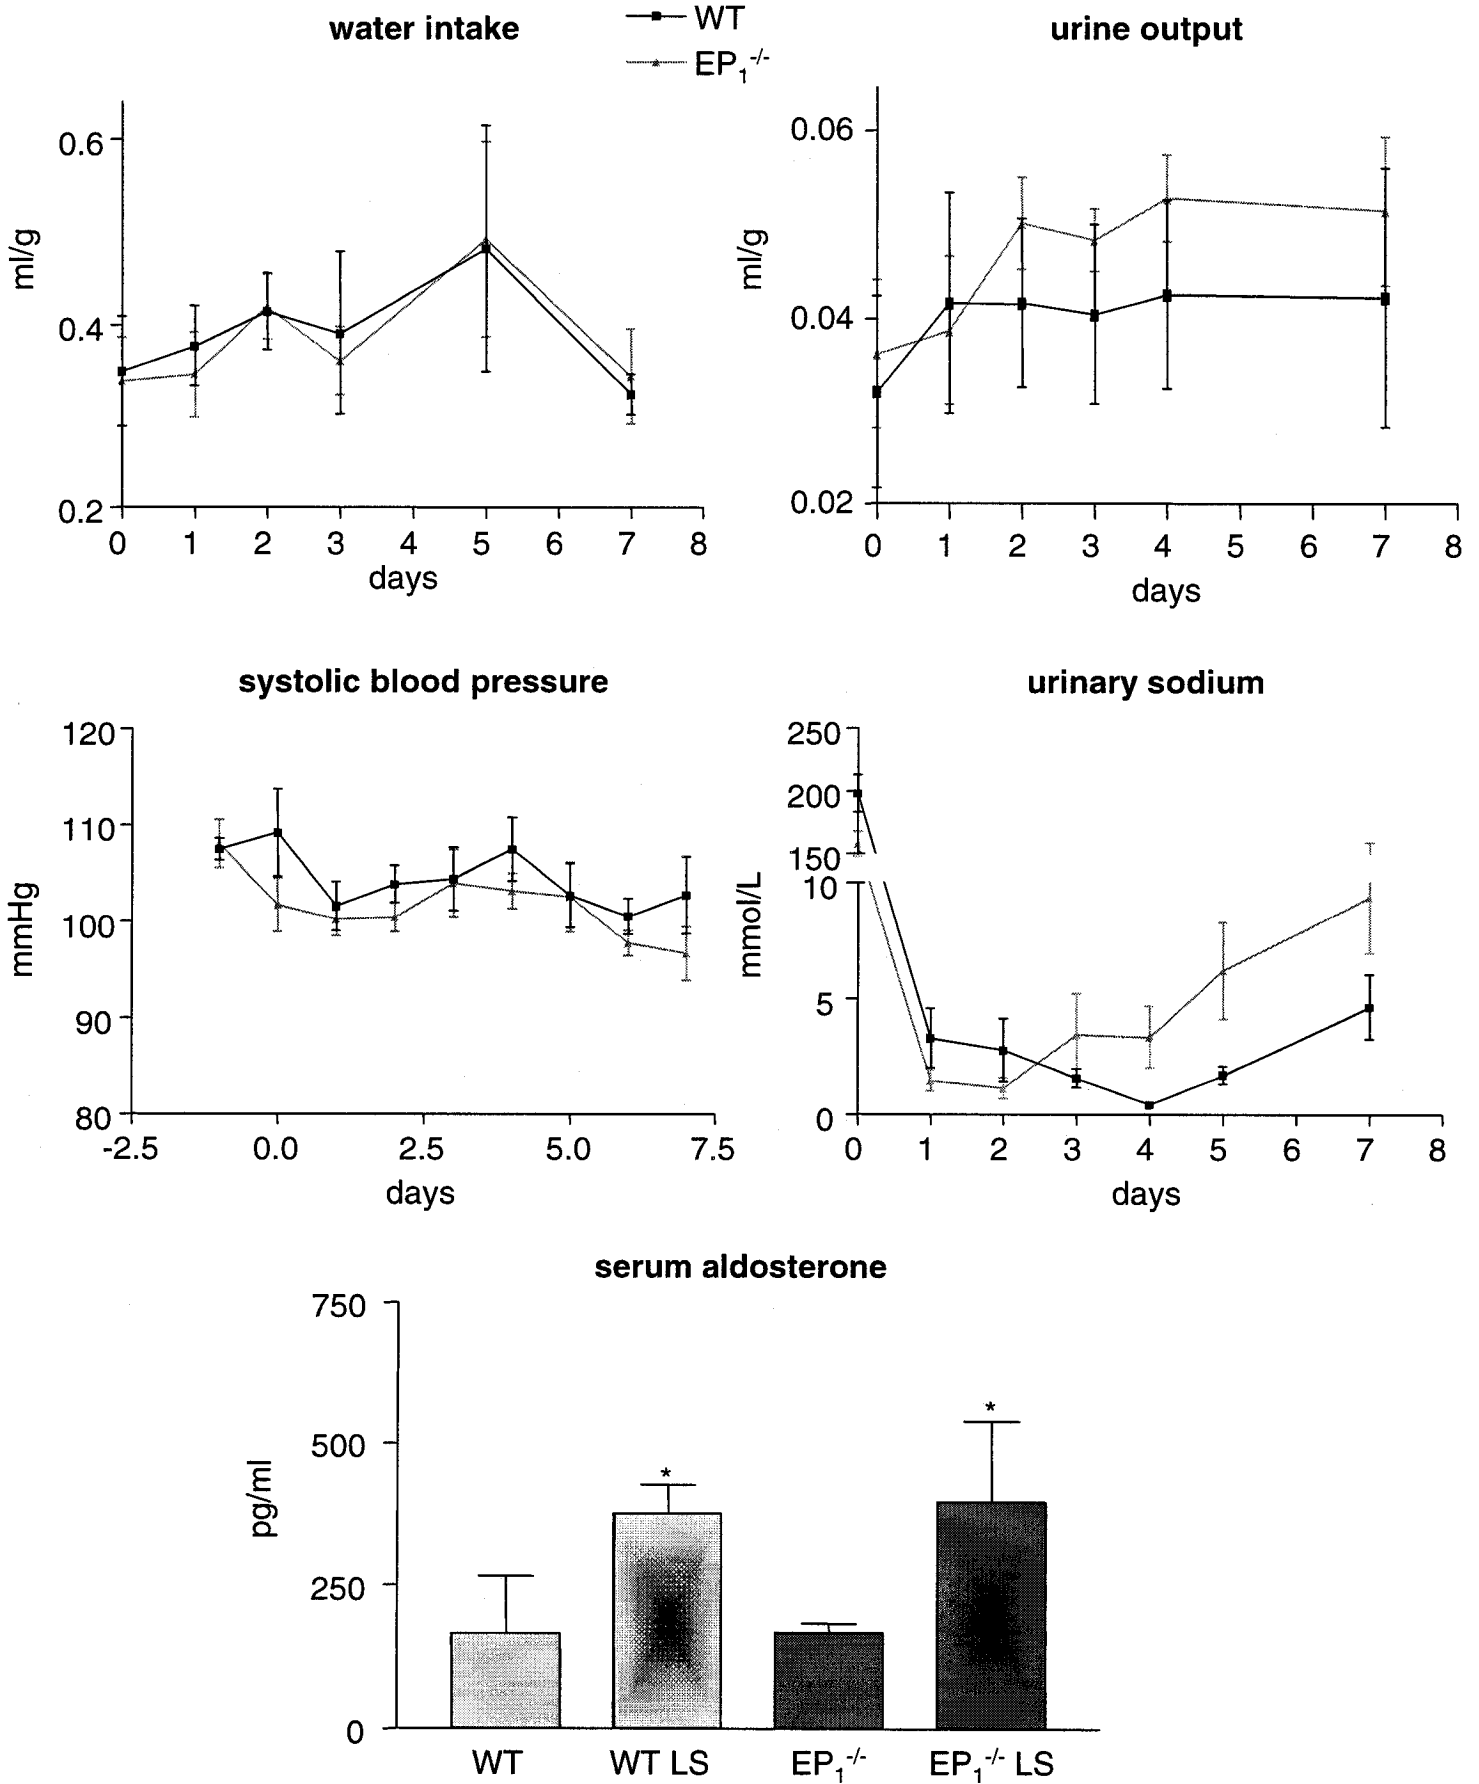 water intake
WT
EP1-/-
urine output
0.6
0.4
0.2
ml/g
0 1 2 3 4 5 6 7 8
days
0.06
0.04
0.02
ml/g
0 1 2 3 4 5 6 7 8
days
systolic blood pressure
120
110
100
90
80
mmHg
-2.5 0.0 2.5 5.0 7.5
days
urinary sodium
250
200
150
10
5
0
mmol/L
0 1 2 3 4 5 6 7 8
days
serum aldosterone
750
500
250
0
pg/ml
*
*
WT WT LS EP1-/- EP1-/- LS